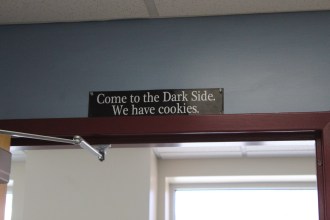 Come to the Dark Side.
We have cookies.